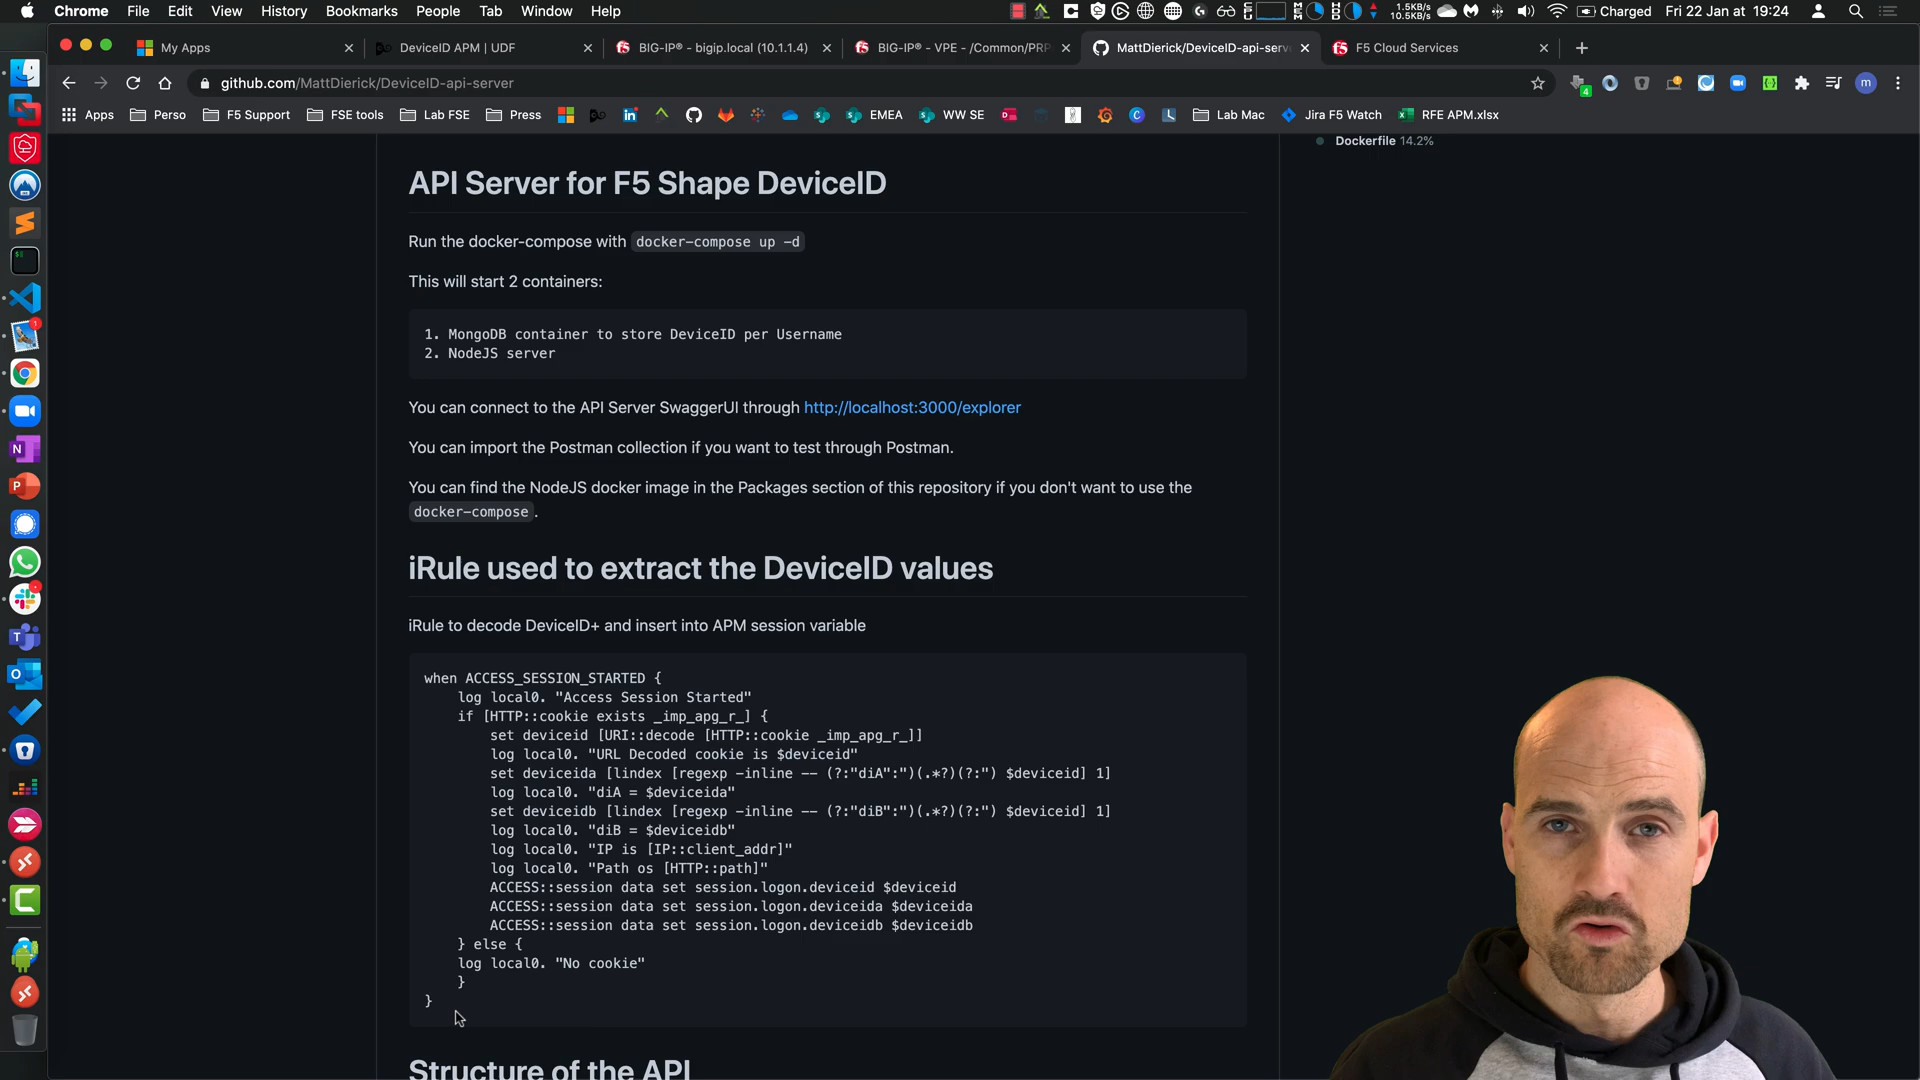 Chrome File Edit View History Bookmarks People Tab Window Help
1.5KB/s
10.5KB/s
Charged Fri 22 Jan at 19:24
My Apps
DeviceID APM | UDF
BIG-IP® - bigip.local (10.1.1.4)
BIG-IP® - VPE - /Common/PRP
MattDierick/DeviceID-api-serv
F5 Cloud Services
github.com/MattDierick/DeviceID-api-server
Apps Perso F5 Support FSE tools Lab FSE Press EMEA WW SE Lab Mac Jira F5 Watch RFE APM.xlsx
Dockerfile 14.2%
API Server for F5 Shape DeviceID
Run the docker-compose with docker-compose up -d
This will start 2 containers:
1. MongoDB container to store DeviceID per Username
2. NodeJS server
You can connect to the API Server SwaggerUI through http://localhost:3000/explorer
You can import the Postman collection if you want to test through Postman.
You can find the NodeJS docker image in the Packages section of this repository if you don't want to use the
docker-compose .
iRule used to extract the DeviceID values
iRule to decode DeviceID+ and insert into APM session variable
when ACCESS_SESSION_STARTED {
log local0. "Access Session Started"
if [HTTP::cookie exists _imp_apg_r_] {
set deviceid [URI::decode [HTTP::cookie _imp_apg_r_]]
log local0. "URL Decoded cookie is $deviceid"
set deviceida [lindex [regexp -inline -- (?:"diA":")(.*?)(?:") $deviceid] 1]
log local0. "diA = $deviceida"
set deviceidb [lindex [regexp -inline -- (?:"diB":")(.*?)(?:") $deviceid] 1]
log local0. "diB = $deviceidb"
log local0. "IP is [IP::client_addr]"
log local0. "Path os [HTTP::path]"
ACCESS::session data set session.logon.deviceid $deviceid
ACCESS::session data set session.logon.deviceida $deviceida
ACCESS::session data set session.logon.deviceidb $deviceidb
} else {
log local0. "No cookie"
}
}
Structure of the API